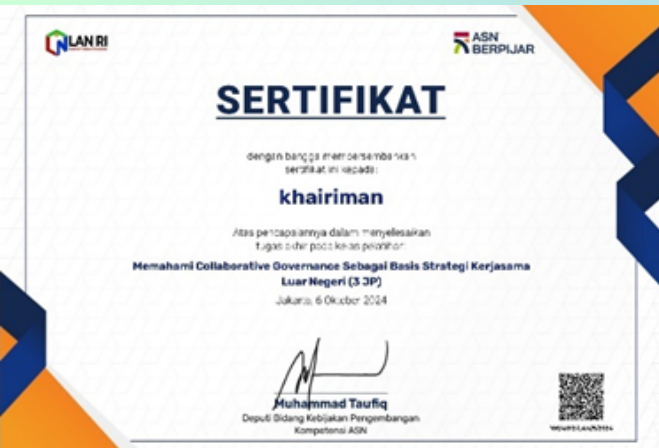 LAN RI
ASN
BERPIJAR
SERTIFIKAT
dengan bangga mempersembahkan
sertifikat ini kepada:
khairiman
Atas pencapaiannya dalam menyelesaikan
tugas akhir pada kelas pelatihan:
Memahami Collaborative Governance Sebagai Basis Strategi Kerjasama
Luar Negeri (3 JP)
Jakarta, 6 Oktober 2024
Muhammad Taufiq
Deputi Bidang Kebijakan Pengembangan
Kompetensi ASN